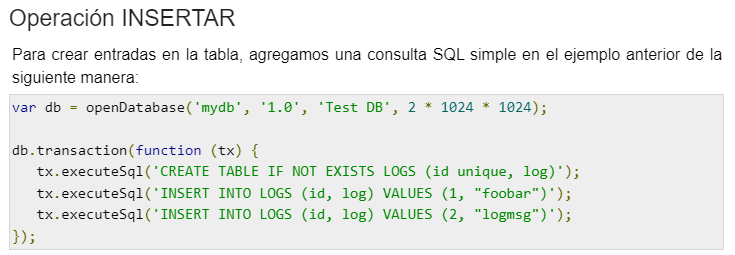 Operación INSERTAR
Para crear entradas en la tabla, agregamos una consulta SQL simple en el ejemplo anterior de la
siguiente manera:
var db = openDatabase('mydb', '1.0', 'Test DB', 2 * 1024 * 1024);
db.transaction(function (tx) {
   tx.executeSql('CREATE TABLE IF NOT EXISTS LOGS (id unique, log)');
   tx.executeSql('INSERT INTO LOGS (id, log) VALUES (1, "foobar")');
   tx.executeSql('INSERT INTO LOGS (id, log) VALUES (2, "logmsg")');
});